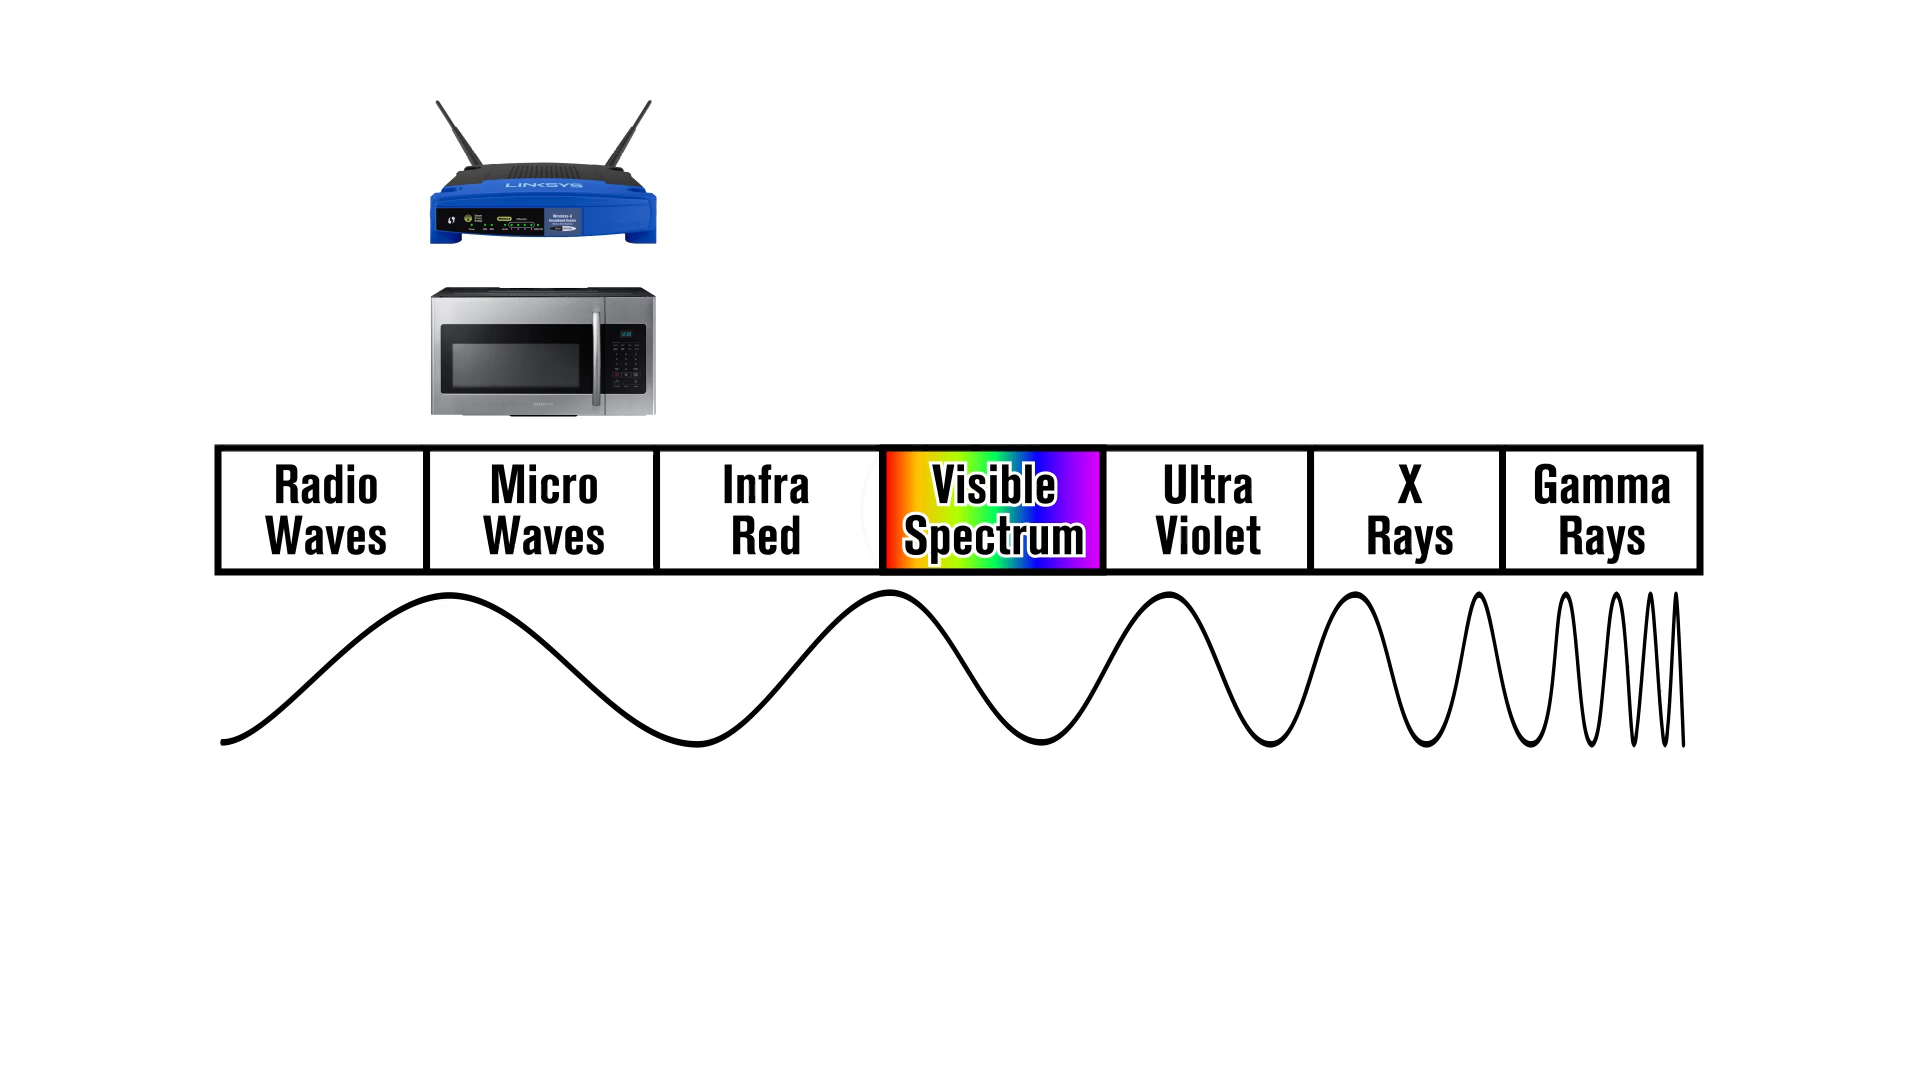 LINKSYS
Radio
Waves
Micro
Waves
Infra
Red
Visible
Spectrum
Ultra
Violet
X
Rays
Gamma
Rays